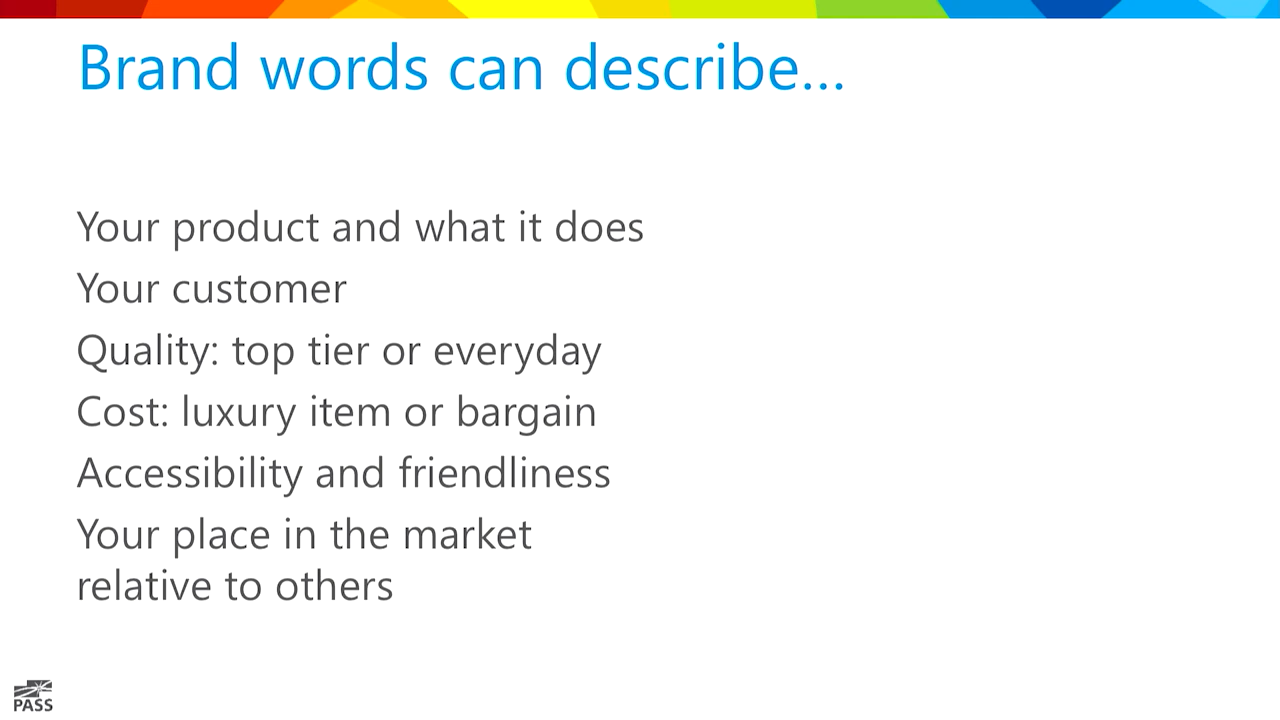 Brand words can describe...
Your product and what it does
Your customer
Quality: top tier or everyday
Cost: luxury item or bargain
Accessibility and friendliness
Your place in the market
relative to others
PASS